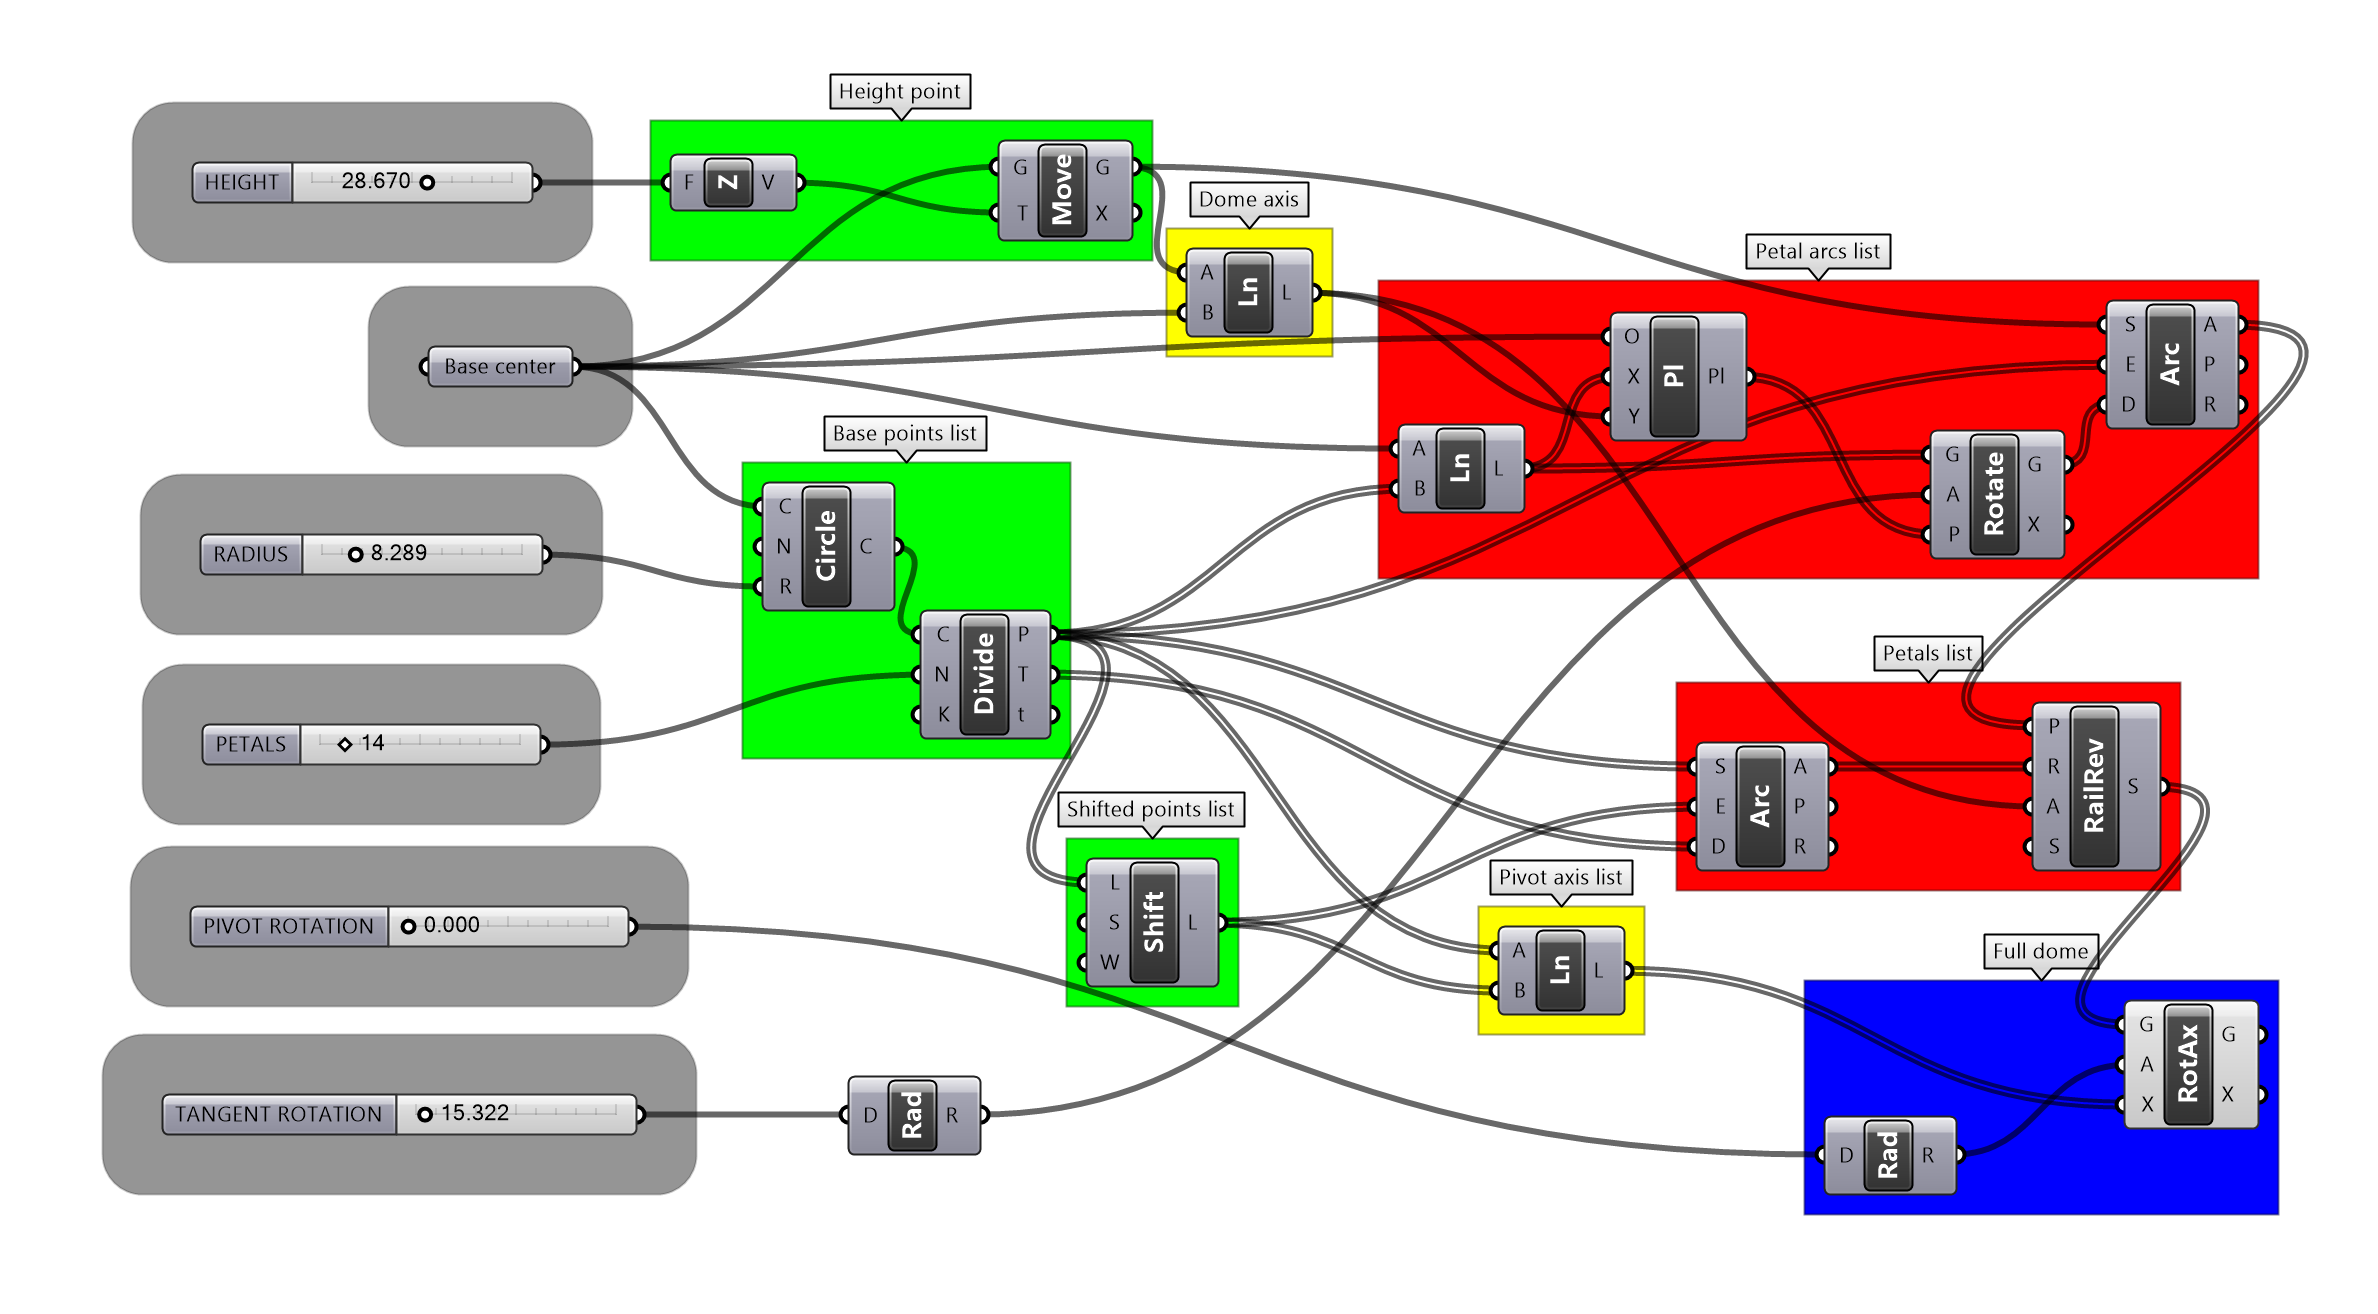 Height point
HEIGHT 28.670
F Z V
G Move G
T X
Dome axis
A Ln L
B
Base center
Petal arcs list
O Pl Pl
X
Y
A Ln L
B
G Rotate G
A
P X
S Arc A
E P
D R
Base points list
C Circle C
N
R
C Divide P
N T
K t
RADIUS 8.289
PETALS 14
Petals list
S Arc A
E P
D R
P RailRev S
R
A
S
Shifted points list
L Shift L
S
W
Pivot axis list
A Ln L
B
PIVOT ROTATION 0.000
Full dome
G RotAx G
A
X X
D Rad R
TANGENT ROTATION 15.322
D Rad R